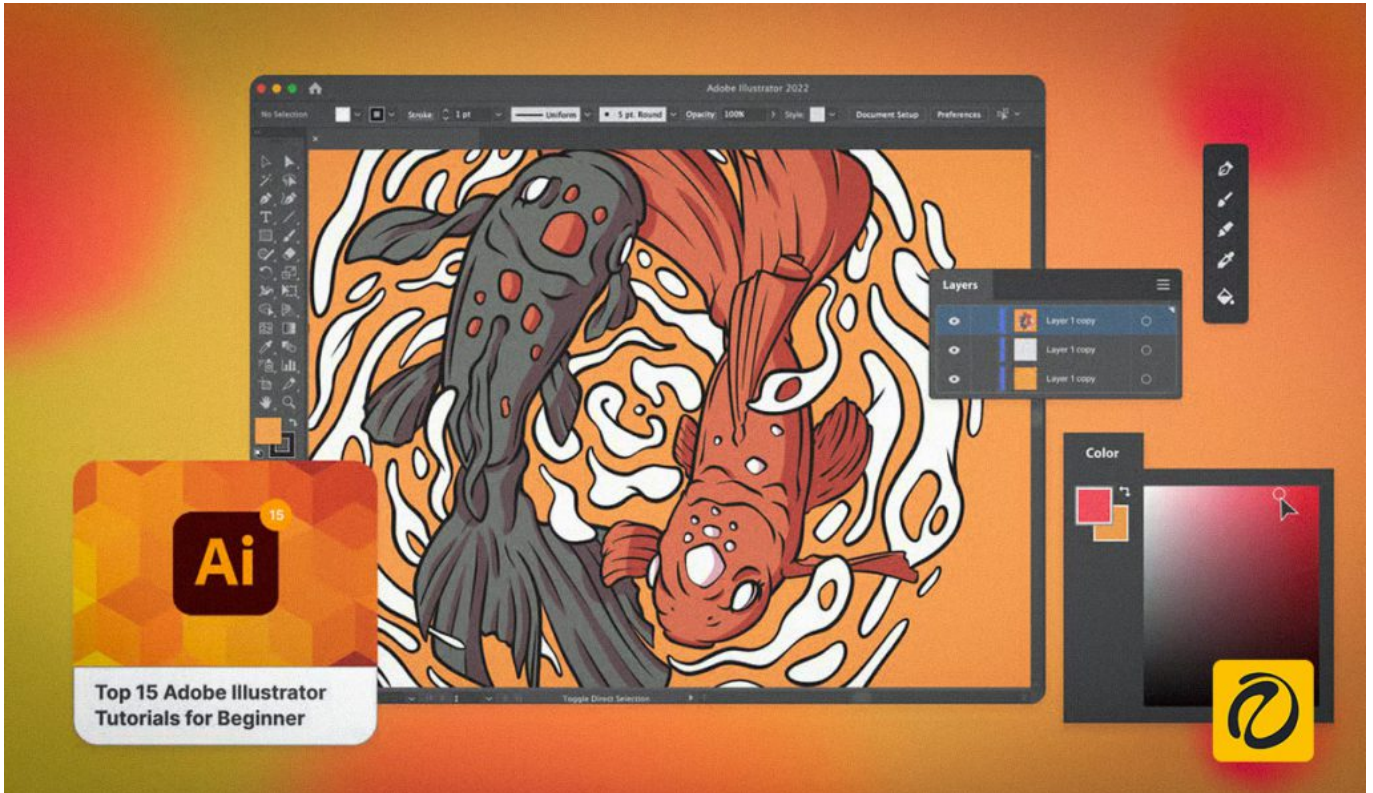 Adobe Illustrator 2022
No Selection
Stroke:
1 pt
Uniform
5 pt. Round
Opacity:
100%
Style:
Document Setup
Preferences
T
Layers
Layer 1 copy
Layer 1 copy
Layer 1 copy
Color
15
Ai
Top 15 Adobe Illustrator
Tutorials for Beginner
Toggle Direct Selection